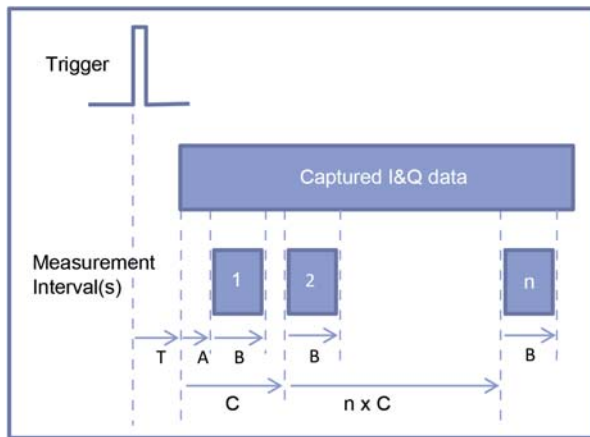 Trigger
Captured I&Q data
Measurement
Interval(s)
1
2
n
T
A
B
B
B
C
n x C